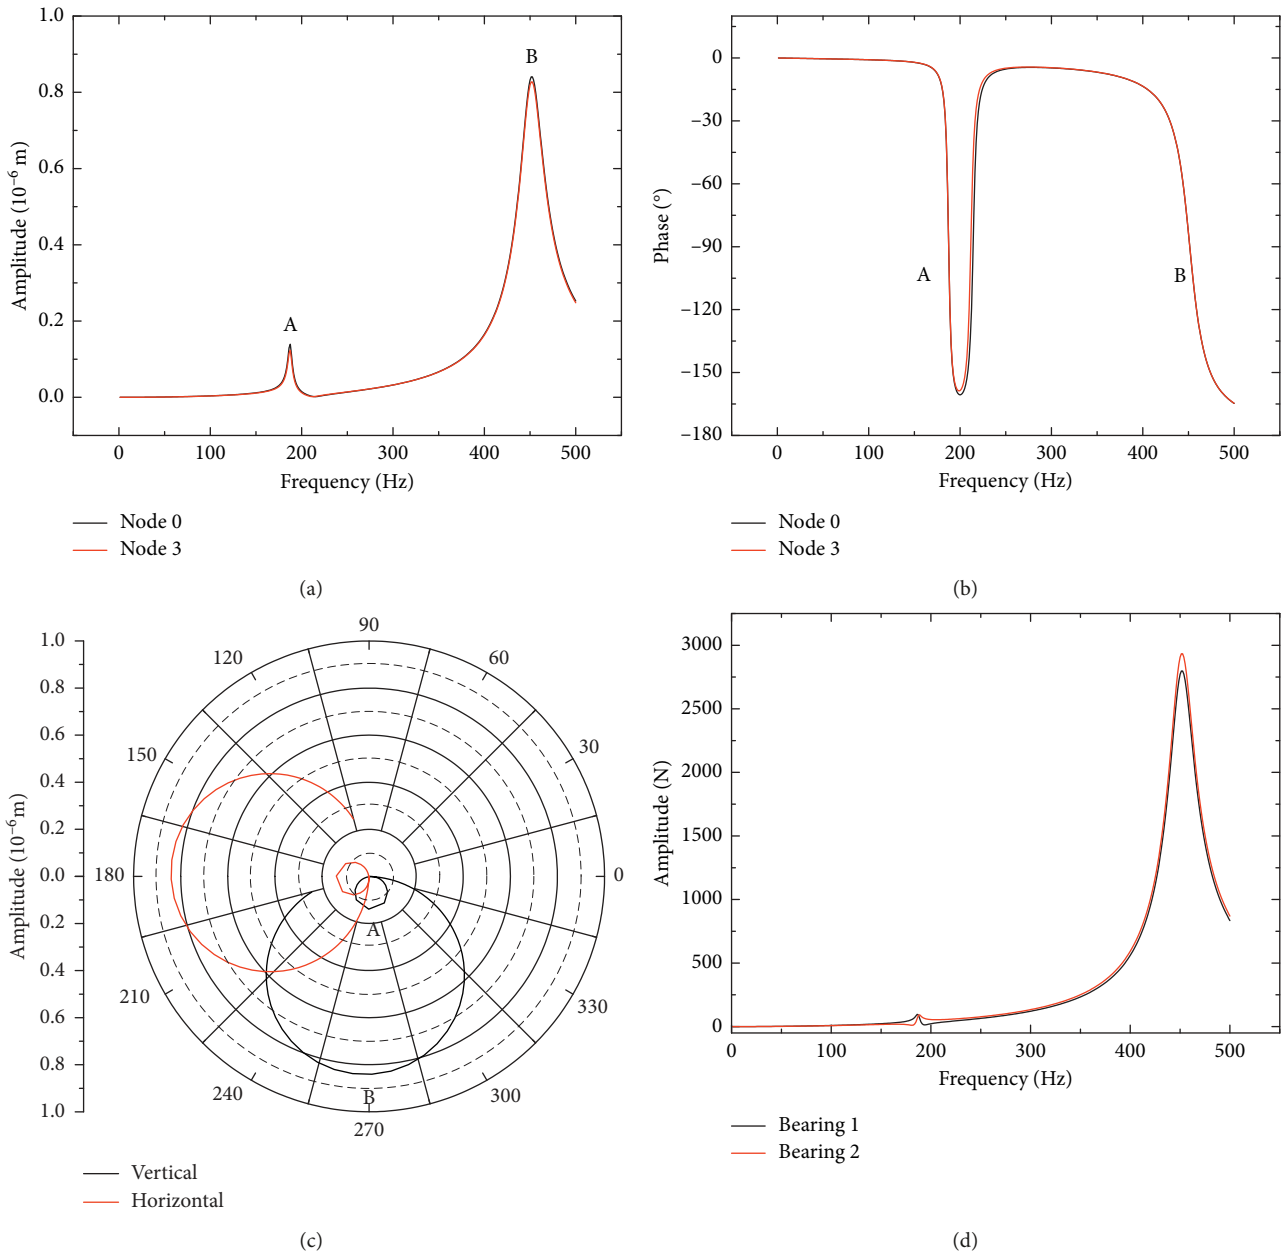 1.0
0.8
0.6
0.4
0.2
0.0
Amplitude (10⁻⁶ m)
A
B
0 100 200 300 400 500
Frequency (Hz)
Node 0
Node 3
(a)
0
–30
–60
–90
–120
–150
–180
Phase (°)
A
B
0 100 200 300 400 500
Frequency (Hz)
Node 0
Node 3
(b)
1.0
0.8
0.6
0.4
0.2
0.0
0.2
0.4
0.6
0.8
1.0
Amplitude (10⁻⁶ m)
90
120 60
150 30
180 0
A
210 330
240 300
B
270
Vertical
Horizontal
(c)
3000
2500
2000
1500
1000
500
0
Amplitude (N)
0 100 200 300 400 500
Frequency (Hz)
Bearing 1
Bearing 2
(d)